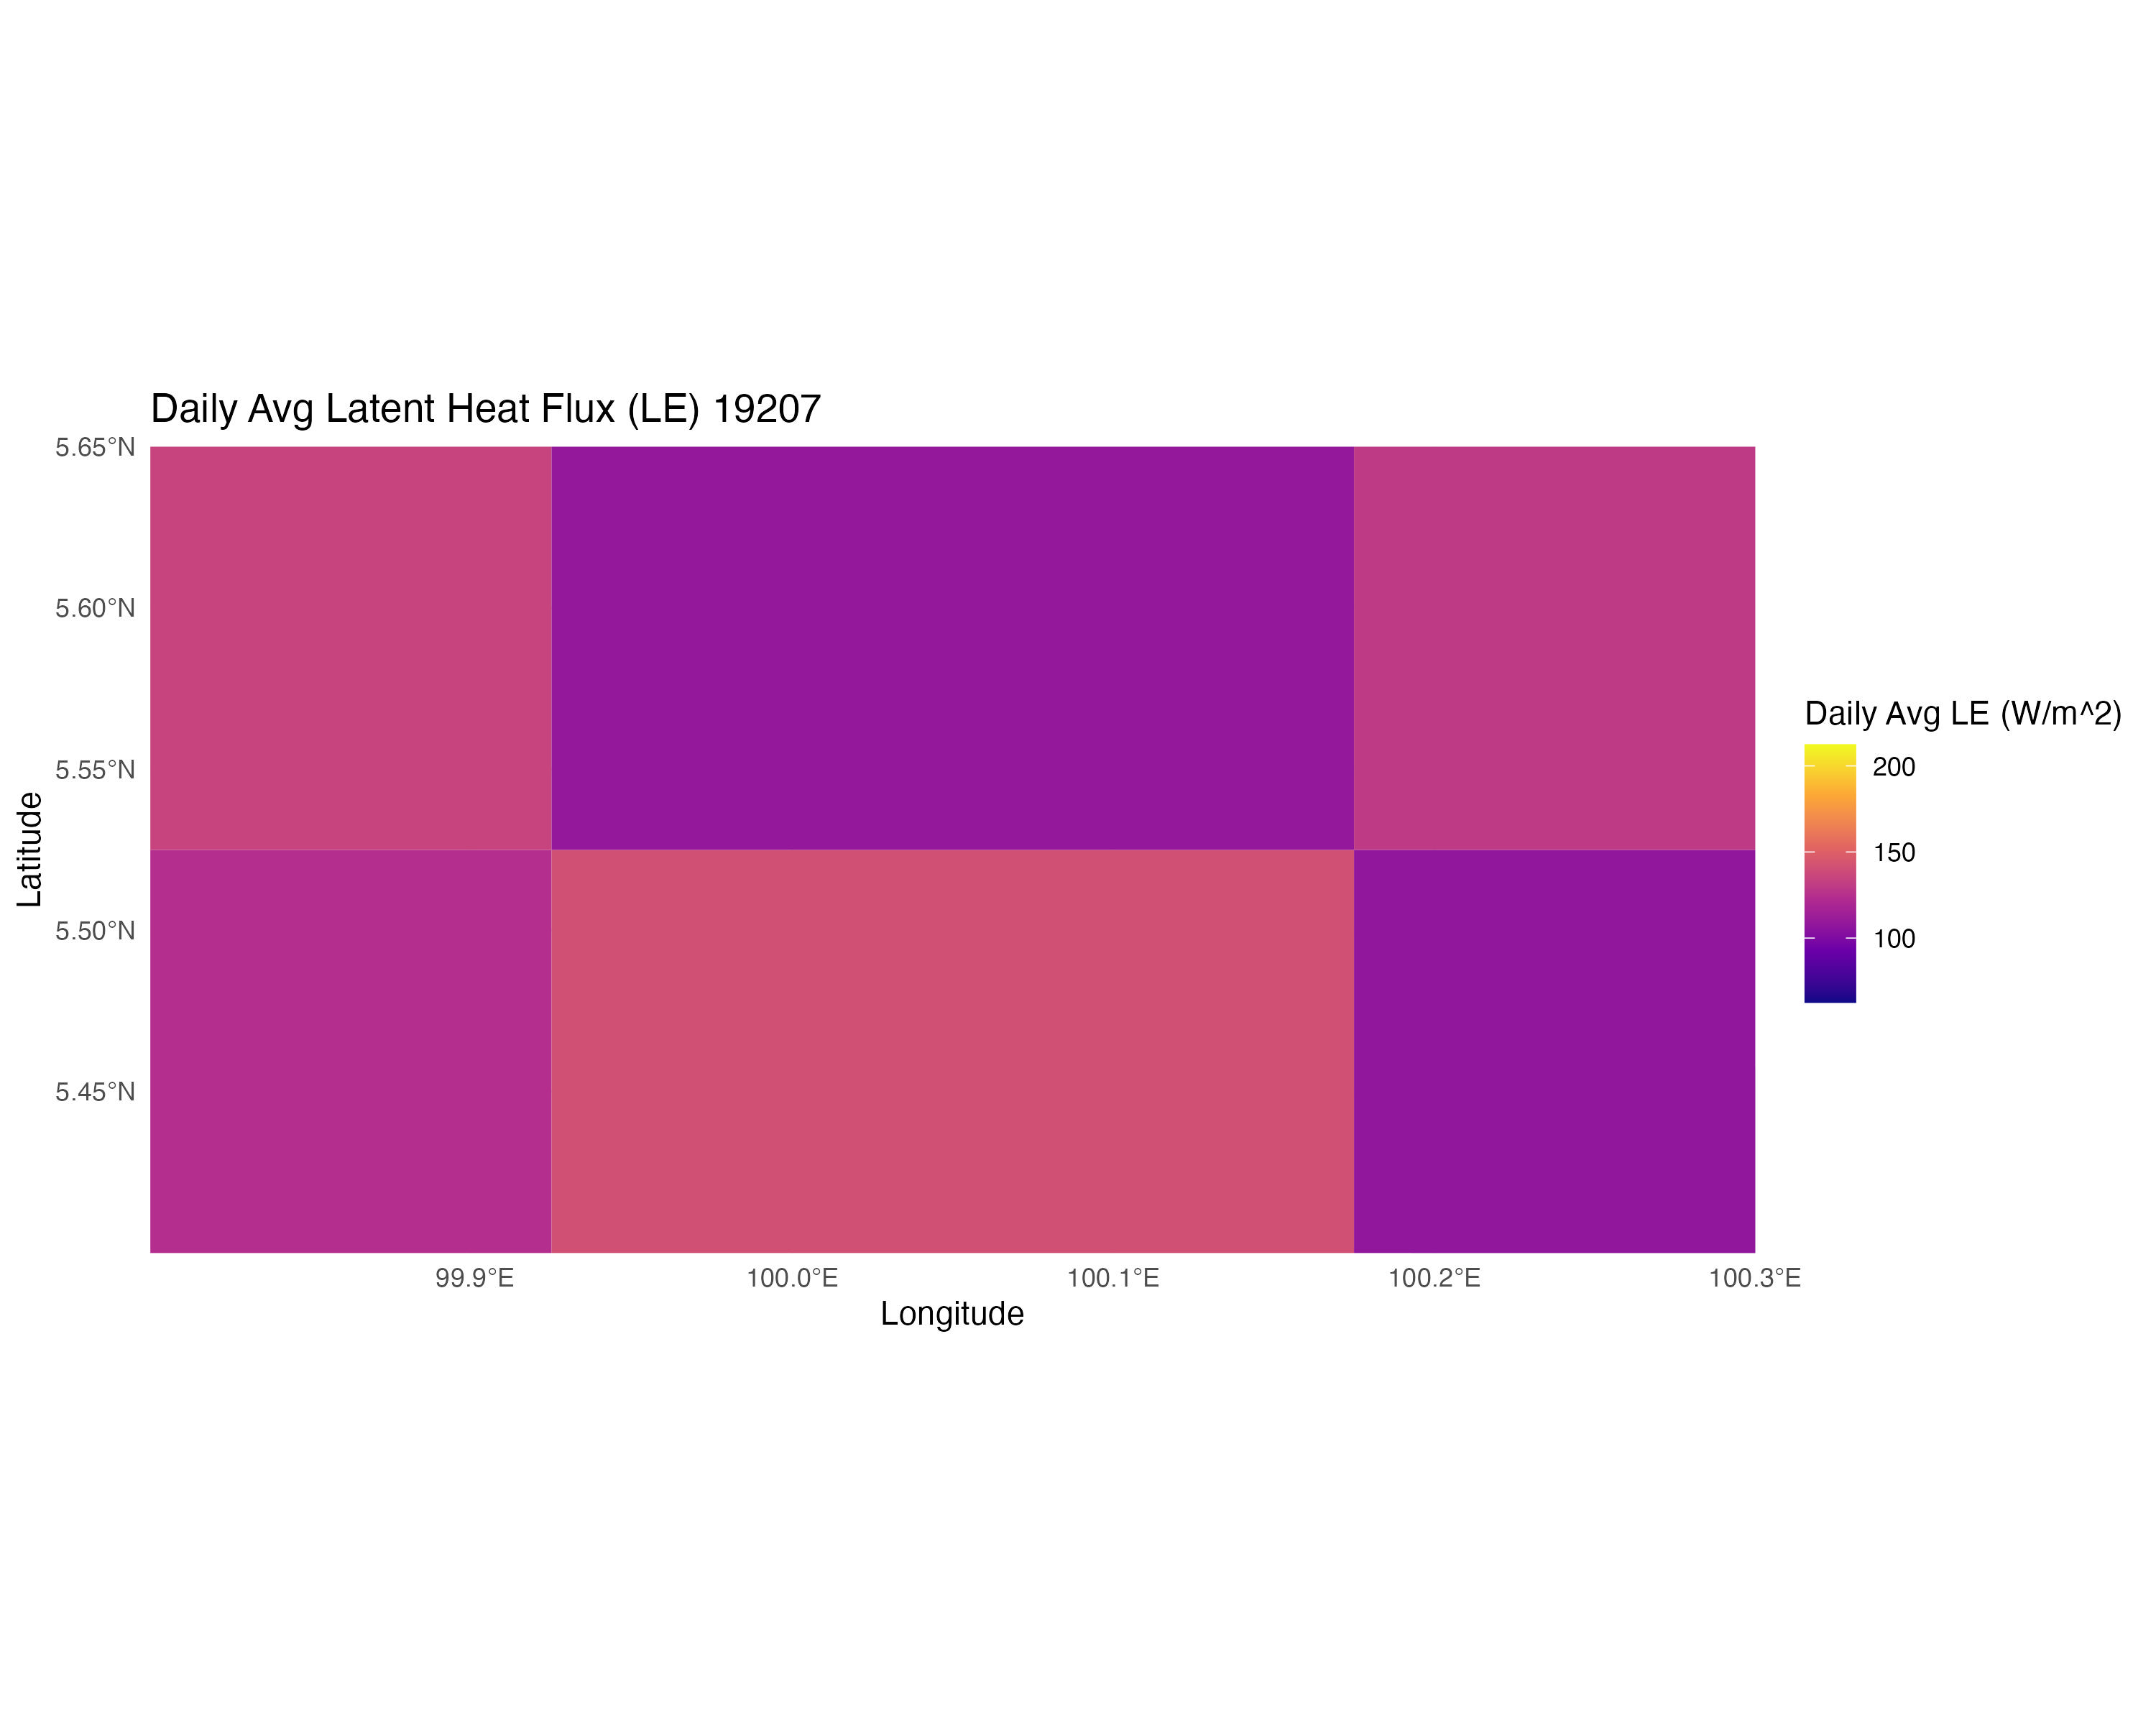 Daily Avg Latent Heat Flux (LE) 19207
5.65°N
5.60°N
5.55°N
5.50°N
5.45°N
Latitude
99.9°E
100.0°E
100.1°E
100.2°E
100.3°E
Longitude
Daily Avg LE (W/m^2)
200
150
100